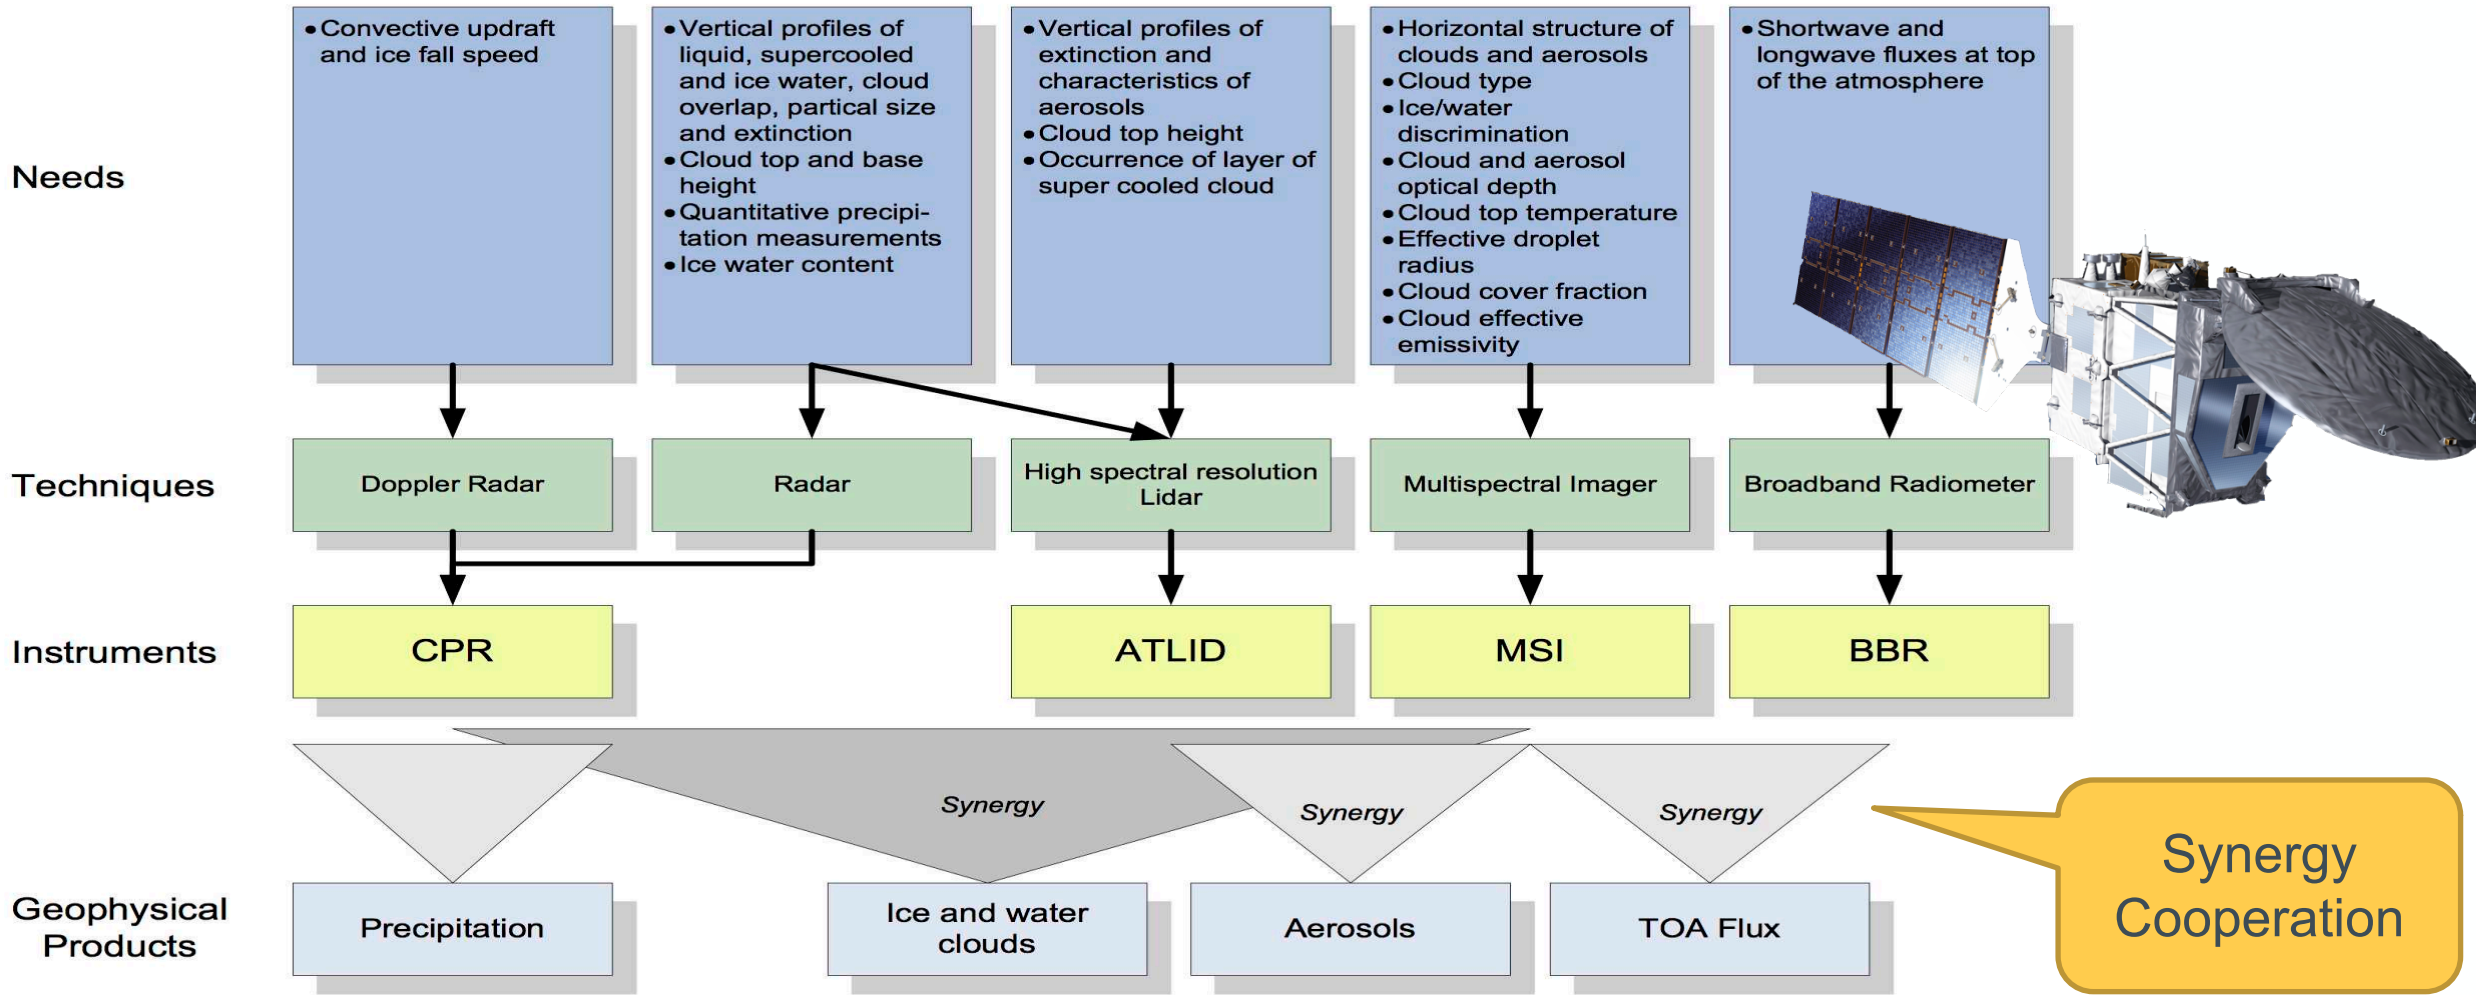 Needs
• Convective updraft
and ice fall speed
• Vertical profiles of
liquid, supercooled
and ice water, cloud
overlap, partical size
and extinction
• Cloud top and base
height
• Quantitative precipi-
tation measurements
• Ice water content
• Vertical profiles of
extinction and
characteristics of
aerosols
• Cloud top height
• Occurrence of layer of
super cooled cloud
• Horizontal structure of
clouds and aerosols
• Cloud type
• Ice/water
discrimination
• Cloud and aerosol
optical depth
• Cloud top temperature
• Effective droplet
radius
• Cloud cover fraction
• Cloud effective
emissivity
• Shortwave and
longwave fluxes at top
of the atmosphere
Techniques
Doppler Radar
Radar
High spectral resolution
Lidar
Multispectral Imager
Broadband Radiometer
Instruments
CPR
ATLID
MSI
BBR
Synergy
Synergy
Synergy
Synergy
Cooperation
Geophysical
Products
Precipitation
Ice and water
clouds
Aerosols
TOA Flux